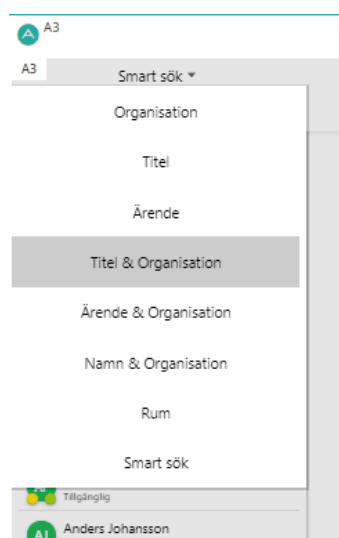 A3
A3
Smart sök
Organisation
Titel
Ärende
Titel & Organisation
Ärende & Organisation
Namn & Organisation
Rum
Smart sök
Tillgänglig
Anders Johansson
AJ